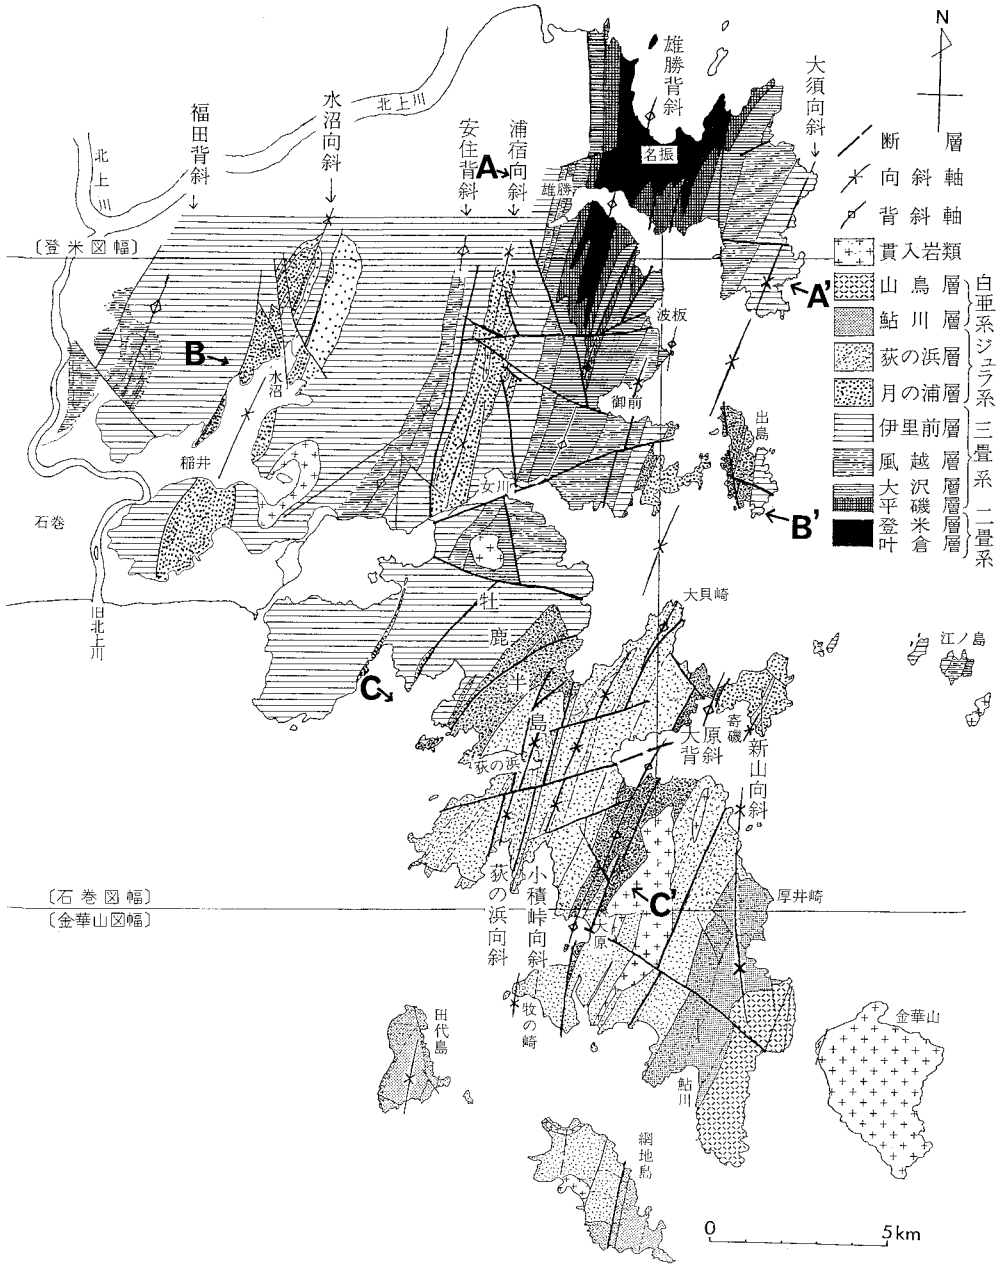 N
雄勝背斜
大須向斜
北上川
水沼向斜
福田背斜
安住背斜
浦宿向斜
A
北上川
名振
雄勝
〔登米図幅〕
断層
向斜軸
背斜軸
貫入岩類
山鳥層
鮎川層
荻の浜層
月の浦層
伊里前層
風越層
大沢層
平磯層
登米層
叶倉層
白亜系
ジュラ系
三畳系
二畳系
A'
波板
B
水沼
御前
出島
稲井
女川
石巻
B'
旧北上川
大貝崎
牡鹿半島
江ノ島
C
大原背斜
寄磯
新山向斜
荻の浜
荻の浜向斜
小積峠向斜
C'
厚井崎
〔石巻図幅〕
〔金華山図幅〕
大原
牧の崎
田代島
金華山
鮎川
網地島
0 5km